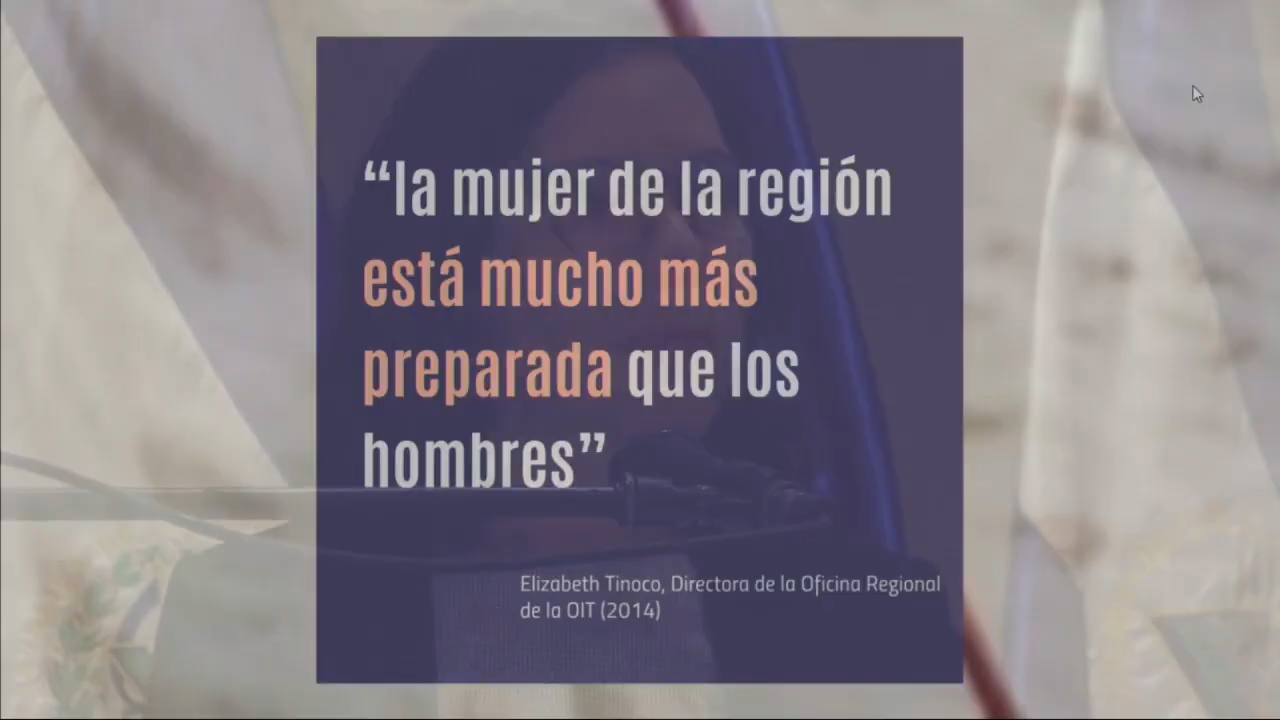 “la mujer de la región
está mucho más
preparada que los
hombres”
Elizabeth Tinoco, Directora de la Oficina Regional
de la OIT (2014)